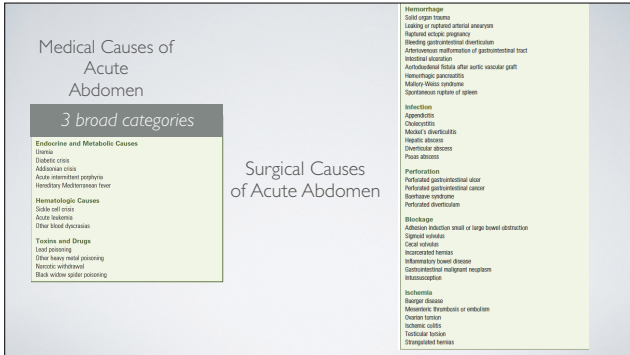 Medical Causes of
Acute
Abdomen
3 broad categories
Endocrine and Metabolic Causes
Uremia
Diabetic crisis
Addisonian crisis
Acute intermittent porphyria
Hereditary Mediterranean fever
Hematologic Causes
Sickle cell crisis
Acute leukemia
Other blood dyscrasias
Toxins and Drugs
Lead poisoning
Other heavy metal poisoning
Narcotic withdrawal
Black widow spider poisoning
Surgical Causes
of Acute Abdomen
Hemorrhage
Solid organ trauma
Leaking or ruptured arterial aneurysm
Ruptured ectopic pregnancy
Bleeding gastrointestinal diverticulum
Arteriovenous malformation of gastrointestinal tract
Intestinal ulceration
Aortoduodenal fistula after aortic vascular graft
Hemorrhagic pancreatitis
Mallory-Weiss syndrome
Spontaneous rupture of spleen
Infection
Appendicitis
Cholecystitis
Meckel's diverticulitis
Hepatic abscess
Diverticular abscess
Psoas abscess
Perforation
Perforated gastrointestinal ulcer
Perforated gastrointestinal cancer
Boerhaave syndrome
Perforated diverticulum
Blockage
Adhesion induction small or large bowel obstruction
Sigmoid volvulus
Cecal volvulus
Incarcerated hernias
Inflammatory bowel disease
Gastrointestinal malignant neoplasm
Intussusception
Ischemia
Buerger disease
Mesenteric thrombosis or embolism
Ovarian torsion
Ischemic colitis
Testicular torsion
Strangulated hernias